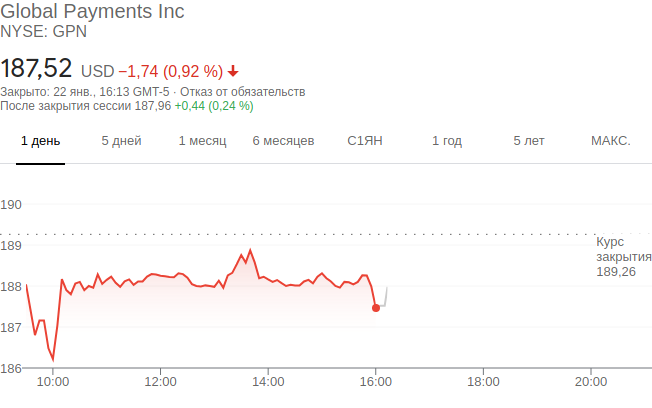 Global Payments Inc
NYSE: GPN
187,52 USD −1,74 (0,92 %)
Закрыто: 22 янв., 16:13 GMT-5 · Отказ от обязательств
После закрытия сессии 187,96 +0,44 (0,24 %)
1 день 5 дней 1 месяц 6 месяцев С1ЯН 1 год 5 лет МАКС.
190
189
188
187
186
Курс
закрытия
189,26
10:00 12:00 14:00 16:00 18:00 20:00